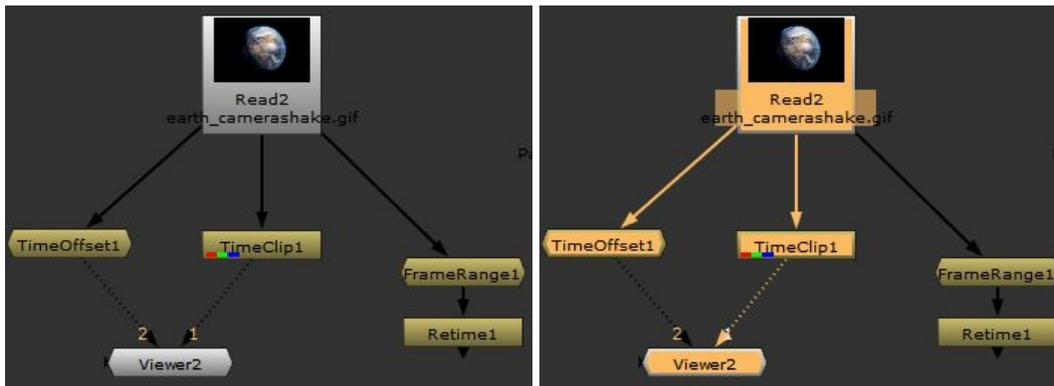 Read2
earth_camerashake.gif
TimeOffset1
TimeClip1
FrameRange1
2
1
Retime1
Viewer2
Read2
earth_camerashake.gif
Pa
TimeOffset1
TimeClip1
FrameRange1
2
1
Retime1
Viewer2